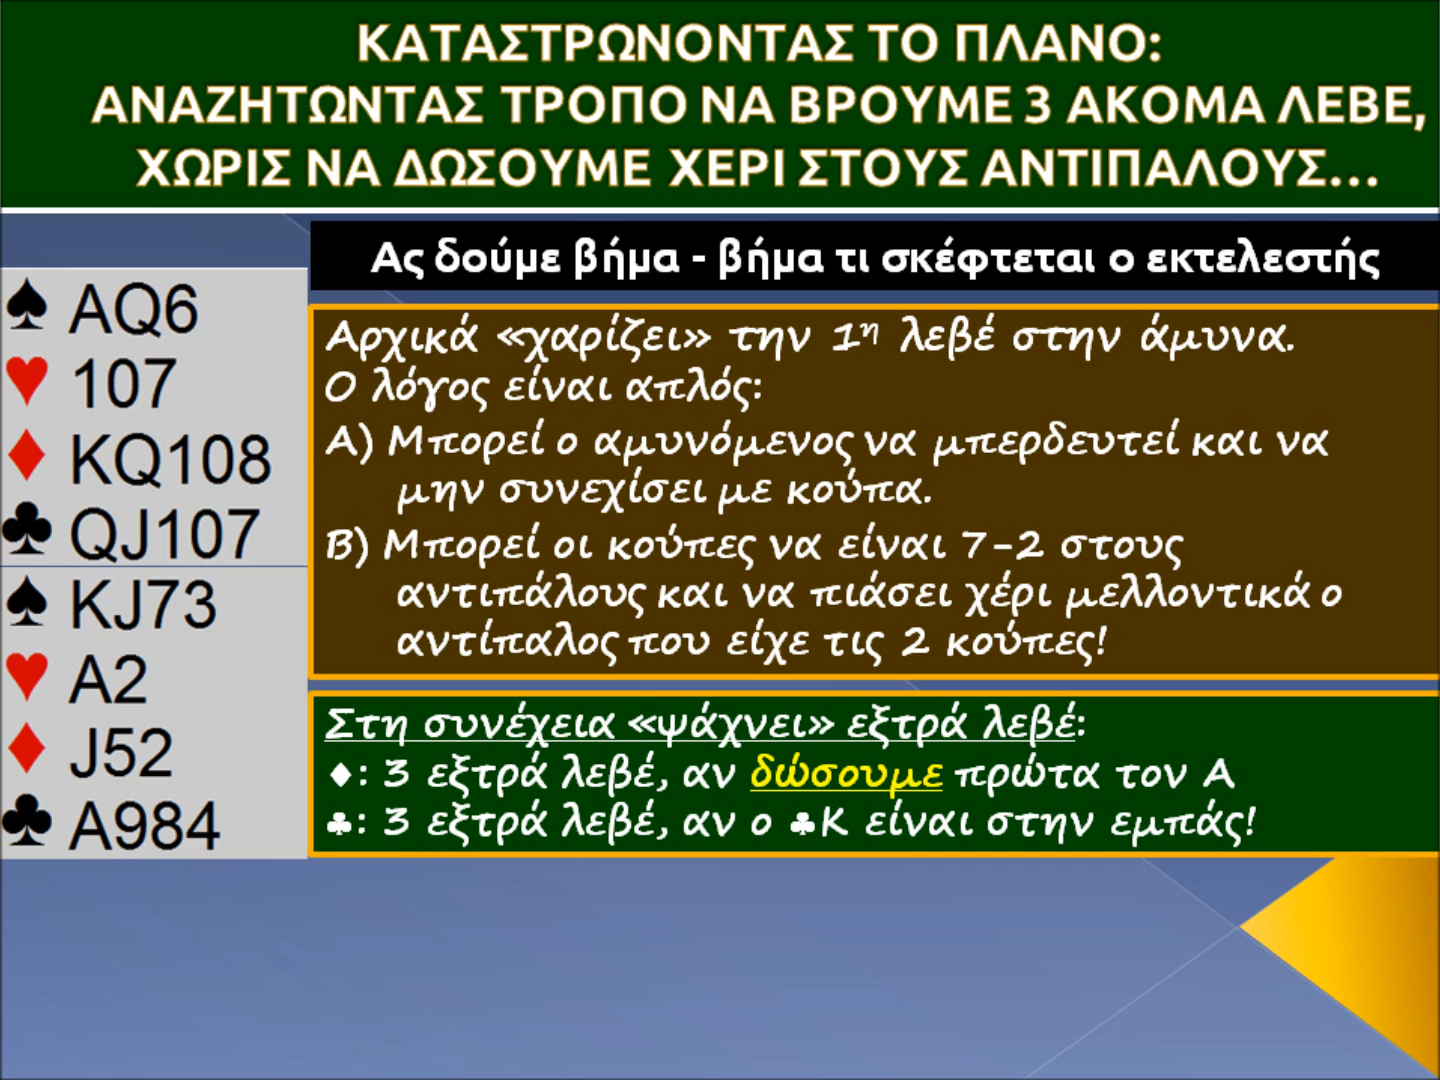 ΚΑΤΑΣΤΡΩΝΟΝΤΑΣ ΤΟ ΠΛΑΝΟ:
ΑΝΑΖΗΤΩΝΤΑΣ ΤΡΟΠΟ ΝΑ ΒΡΟΥΜΕ 3 ΑΚΟΜΑ ΛΕΒΕ,
ΧΩΡΙΣ ΝΑ ΔΩΣΟΥΜΕ ΧΕΡΙ ΣΤΟΥΣ ΑΝΤΙΠΑΛΟΥΣ...
Ας δούμε βήμα - βήμα τι σκέφτεται ο εκτελεστής
♠ AQ6
♥ 107
♦ KQ108
♣ QJ107
♠ KJ73
♥ A2
♦ J52
♣ A984
Αρχικά «χαρίζει» την 1η λεβέ στην άμυνα.
Ο λόγος είναι απλός:
Α) Μπορεί ο αμυνόμενος να μπερδευτεί και να
μην συνεχίσει με κούπα.
Β) Μπορεί οι κούπες να είναι 7-2 στους
αντιπάλους και να πιάσει χέρι μελλοντικά ο
αντίπαλος που είχε τις 2 κούπες!
Στη συνέχεια «ψάχνει» εξτρά λεβέ:
♦: 3 εξτρά λεβέ, αν δώσουμε πρώτα τον Α
♣: 3 εξτρά λεβέ, αν ο ♣Κ είναι στην εμπάς!